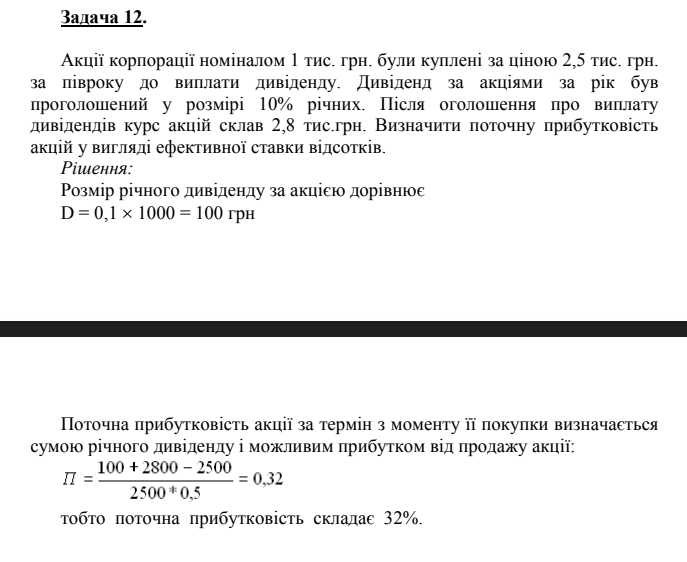 Задача 12.
Акції корпорації номіналом 1 тис. грн. були куплені за ціною 2,5 тис. грн.
за півроку до виплати дивіденду. Дивіденд за акціями за рік був
проголошений у розмірі 10% річних. Після оголошення про виплату
дивідендів курс акцій склав 2,8 тис.грн. Визначити поточну прибутковість
акцій у вигляді ефективної ставки відсотків.
Рішення:
Розмір річного дивіденду за акцією дорівнює
D = 0,1 × 1000 = 100 грн
Поточна прибутковість акції за термін з моменту її покупки визначається
сумою річного дивіденду і можливим прибутком від продажу акції:
П = (100 + 2800 − 2500) / (2500 * 0,5) = 0,32
тобто поточна прибутковість складає 32%.